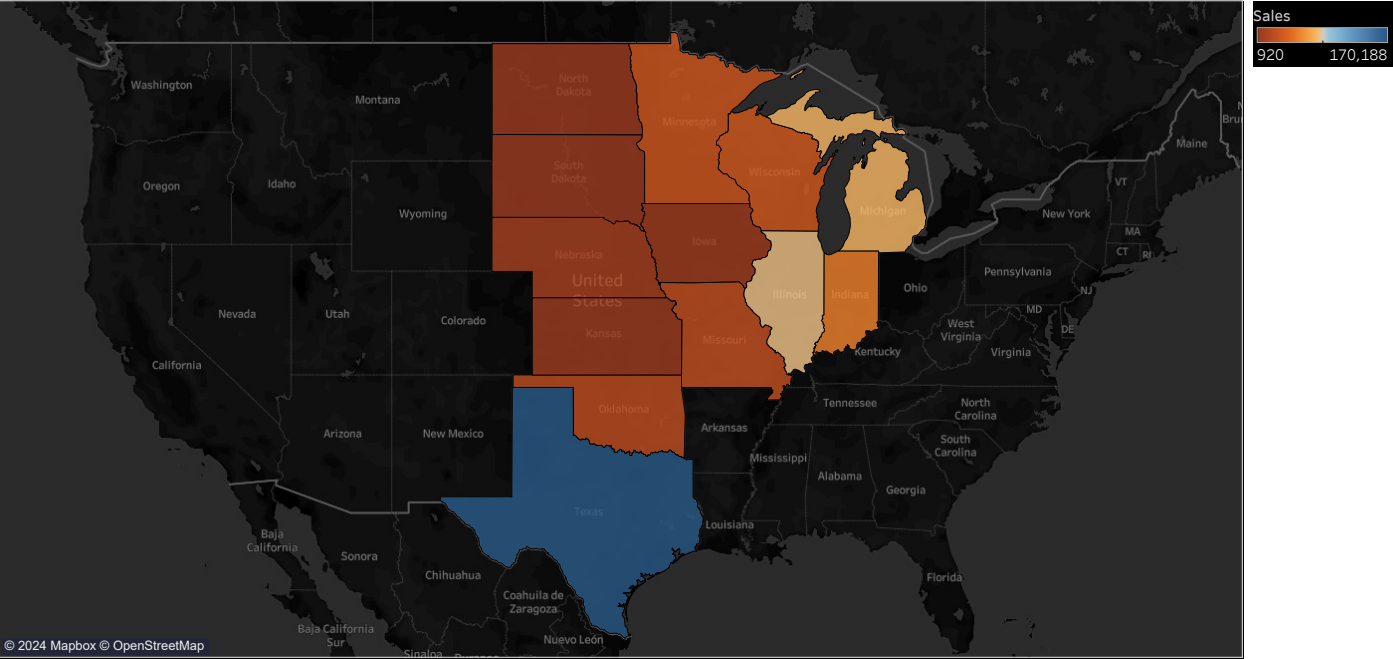 Sales
920 170,188
Washington
Montana
North
Dakota
Minnesota
Maine
N
Bru
Oregon
Idaho
Wyoming
South
Dakota
Wisconsin
Michigan
New York
VT
MA
CT RI
Nebraska
Iowa
United
States
Illinois
Indiana
Ohio
Pennsylvania
NJ
MD
DE
West
Virginia
Virginia
Nevada
Utah
Colorado
Kansas
Missouri
Kentucky
California
Arizona
New Mexico
Oklahoma
Arkansas
Tennessee
North
Carolina
South
Carolina
Mississippi
Alabama
Georgia
Texas
Louisiana
Florida
Baja
California
Sonora
Chihuahua
Coahuila de
Zaragoza
Baja California
Sur
Nuevo León
Sinaloa
Durango
© 2024 Mapbox © OpenStreetMap